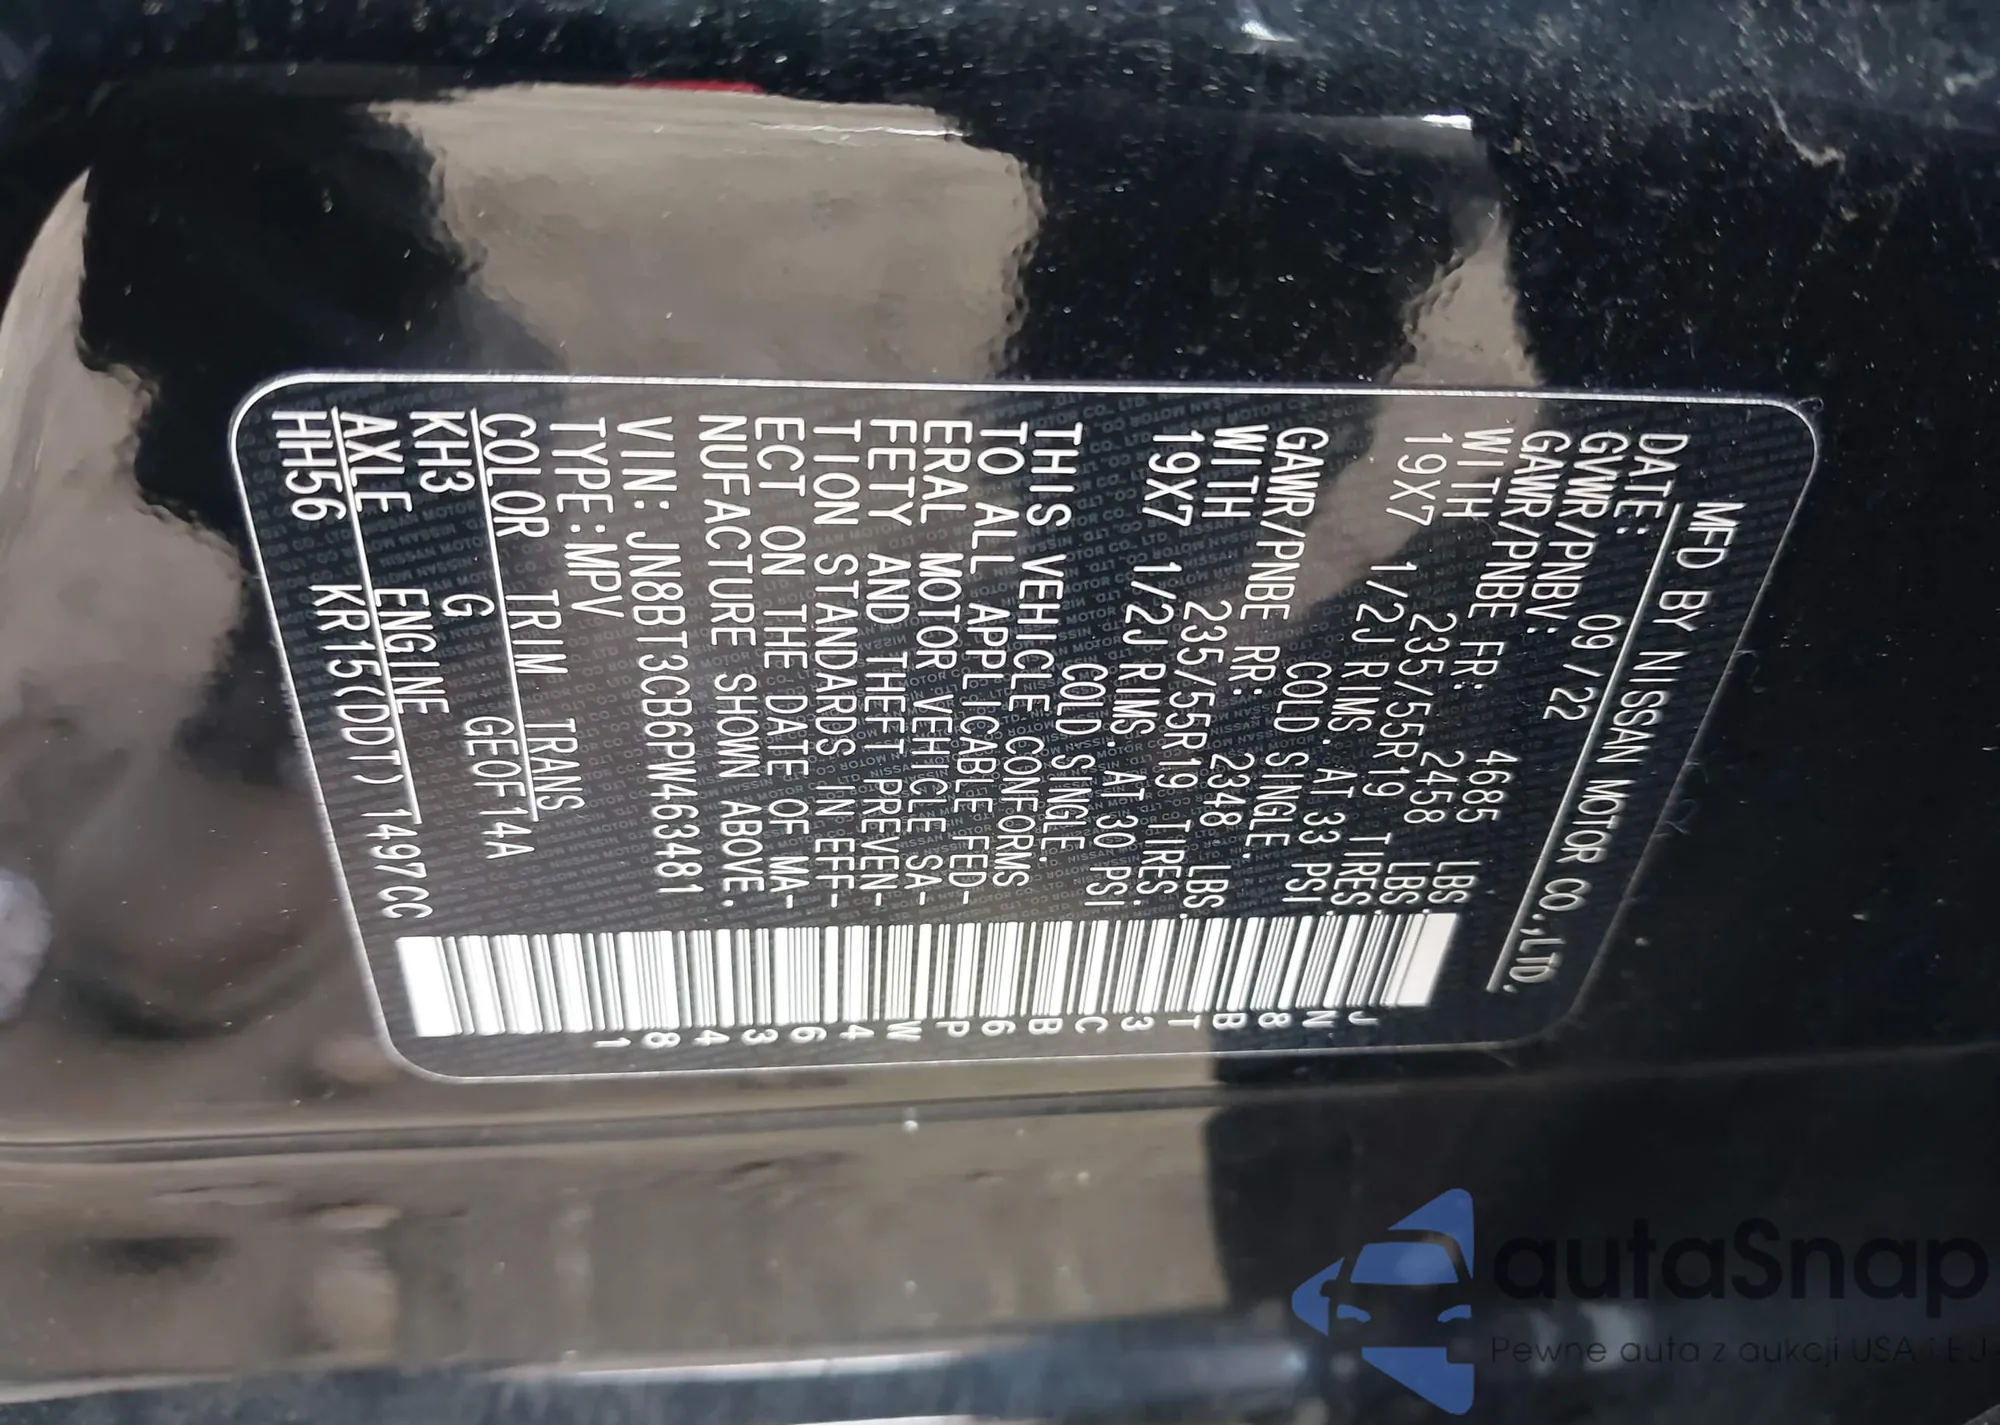 MFD BY NISSAN MOTOR CO.,LTD.
DATE: 09/22
GVWR/PNBV: 4685 LBS.
GAWR/PNBE FR: 2458 LBS.
WITH 235/55R19 TIRES.
19X7 1/2J RIMS. AT 33 PSI
COLD. SINGLE.
GAWR/PNBE RR: 2348 LBS.
WITH 235/55R19 TIRES.
19X7 1/2J RIMS. AT 30 PSI
COLD SINGLE.
THIS VEHICLE CONFORMS
TO ALL APPLICABLE FED-
ERAL MOTOR VEHICLE SA-
FETY AND THEFT PREVEN-
TION STANDARDS IN EFF-
ECT ON THE DATE OF MA-
NUFACTURE SHOWN ABOVE.
VIN: JN8BT3CB6PW463481
TYPE:MPV
COLOR TRIM TRANS
KH3 G GE0F14A
AXLE ENGINE
HH56 KR15(DDT) 1497CC
JN8BT3CB6PW463481
autaSnap
Pewne auta z aukcji USA i EU